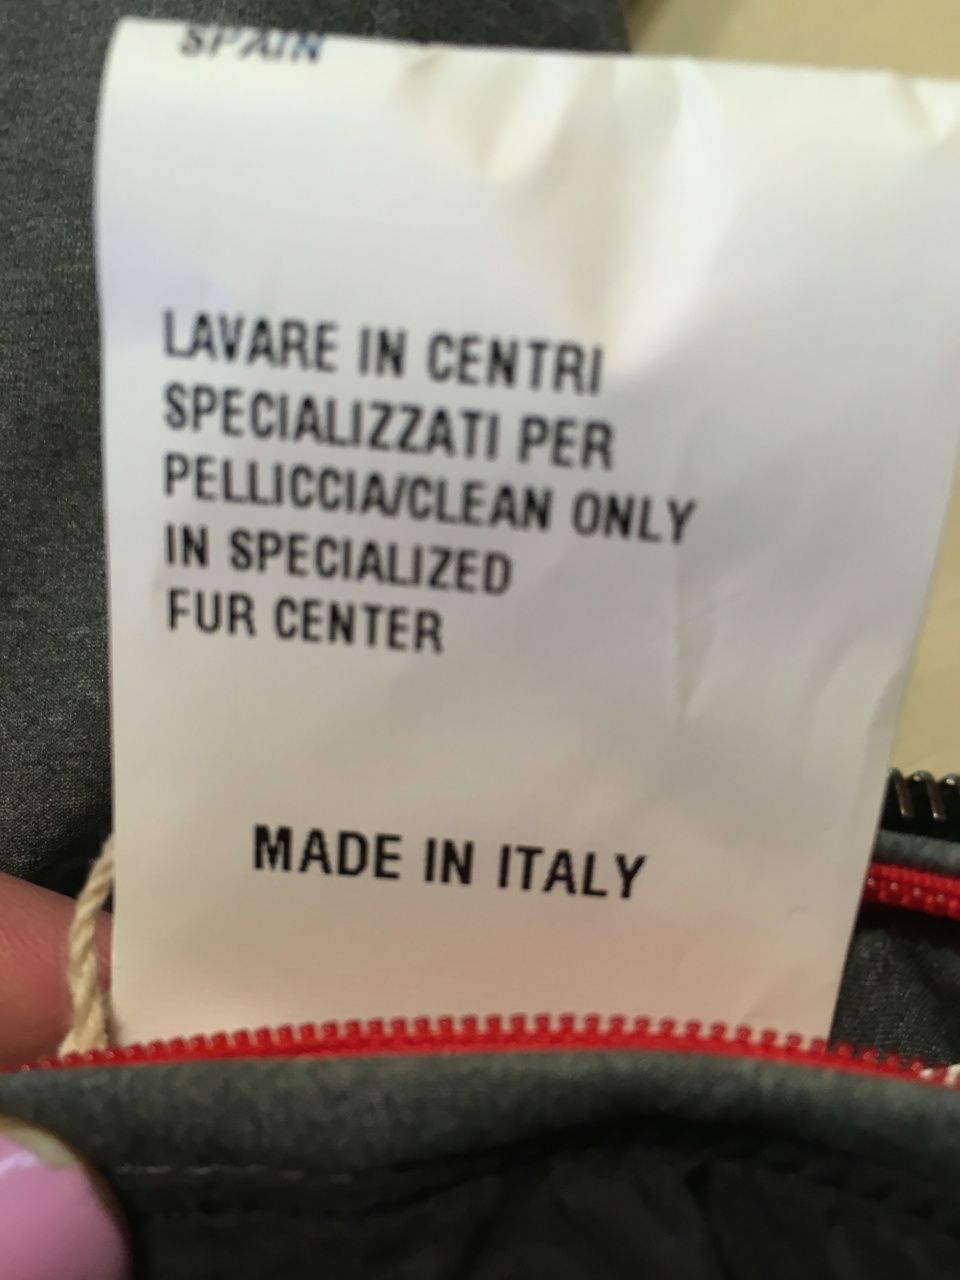 SPAIN
LAVARE IN CENTRI
SPECIALIZZATI PER
PELLICCIA/CLEAN ONLY
IN SPECIALIZED
FUR CENTER
MADE IN ITALY